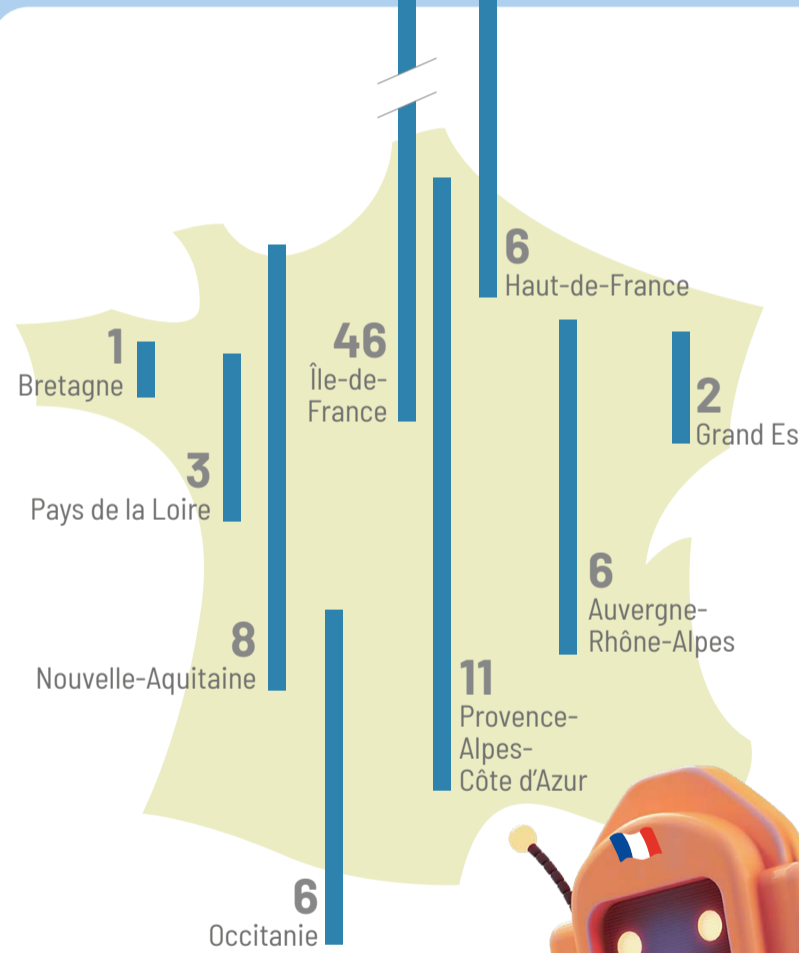 6
Haut-de-France
1
Bretagne
46
Île-de-
France
2
Grand Es
3
Pays de la Loire
6
Auvergne-
Rhône-Alpes
8
Nouvelle-Aquitaine
11
Provence-
Alpes-
Côte d'Azur
6
Occitanie